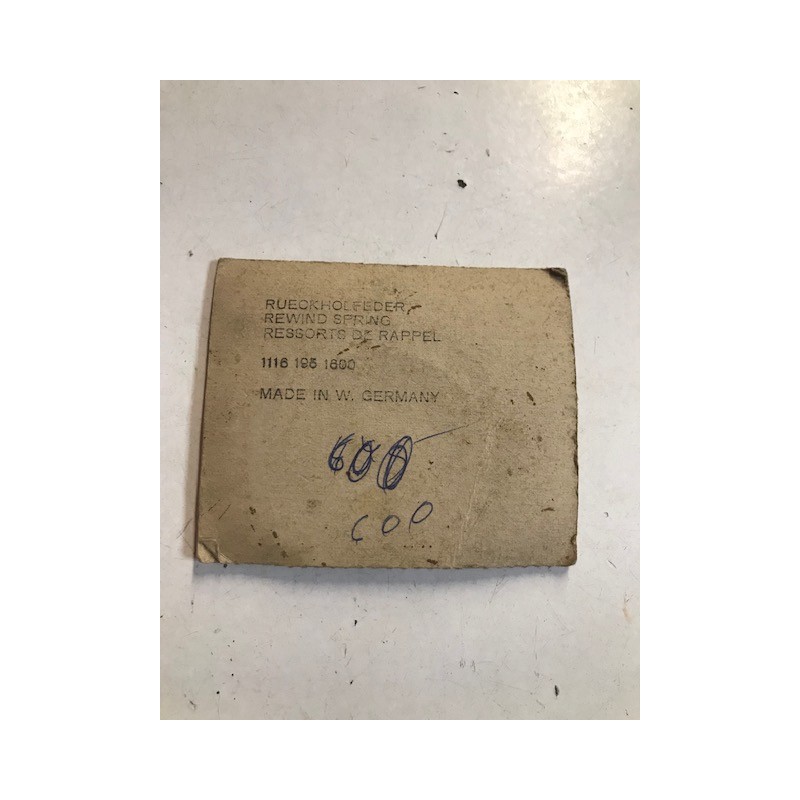 RUECKHOLFEDER
REWIND SPRING
RESSORTS DE RAPPEL
1116 195 1600
MADE IN W. GERMANY
600
600